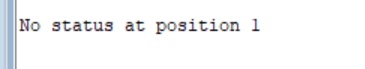 No status at position 1